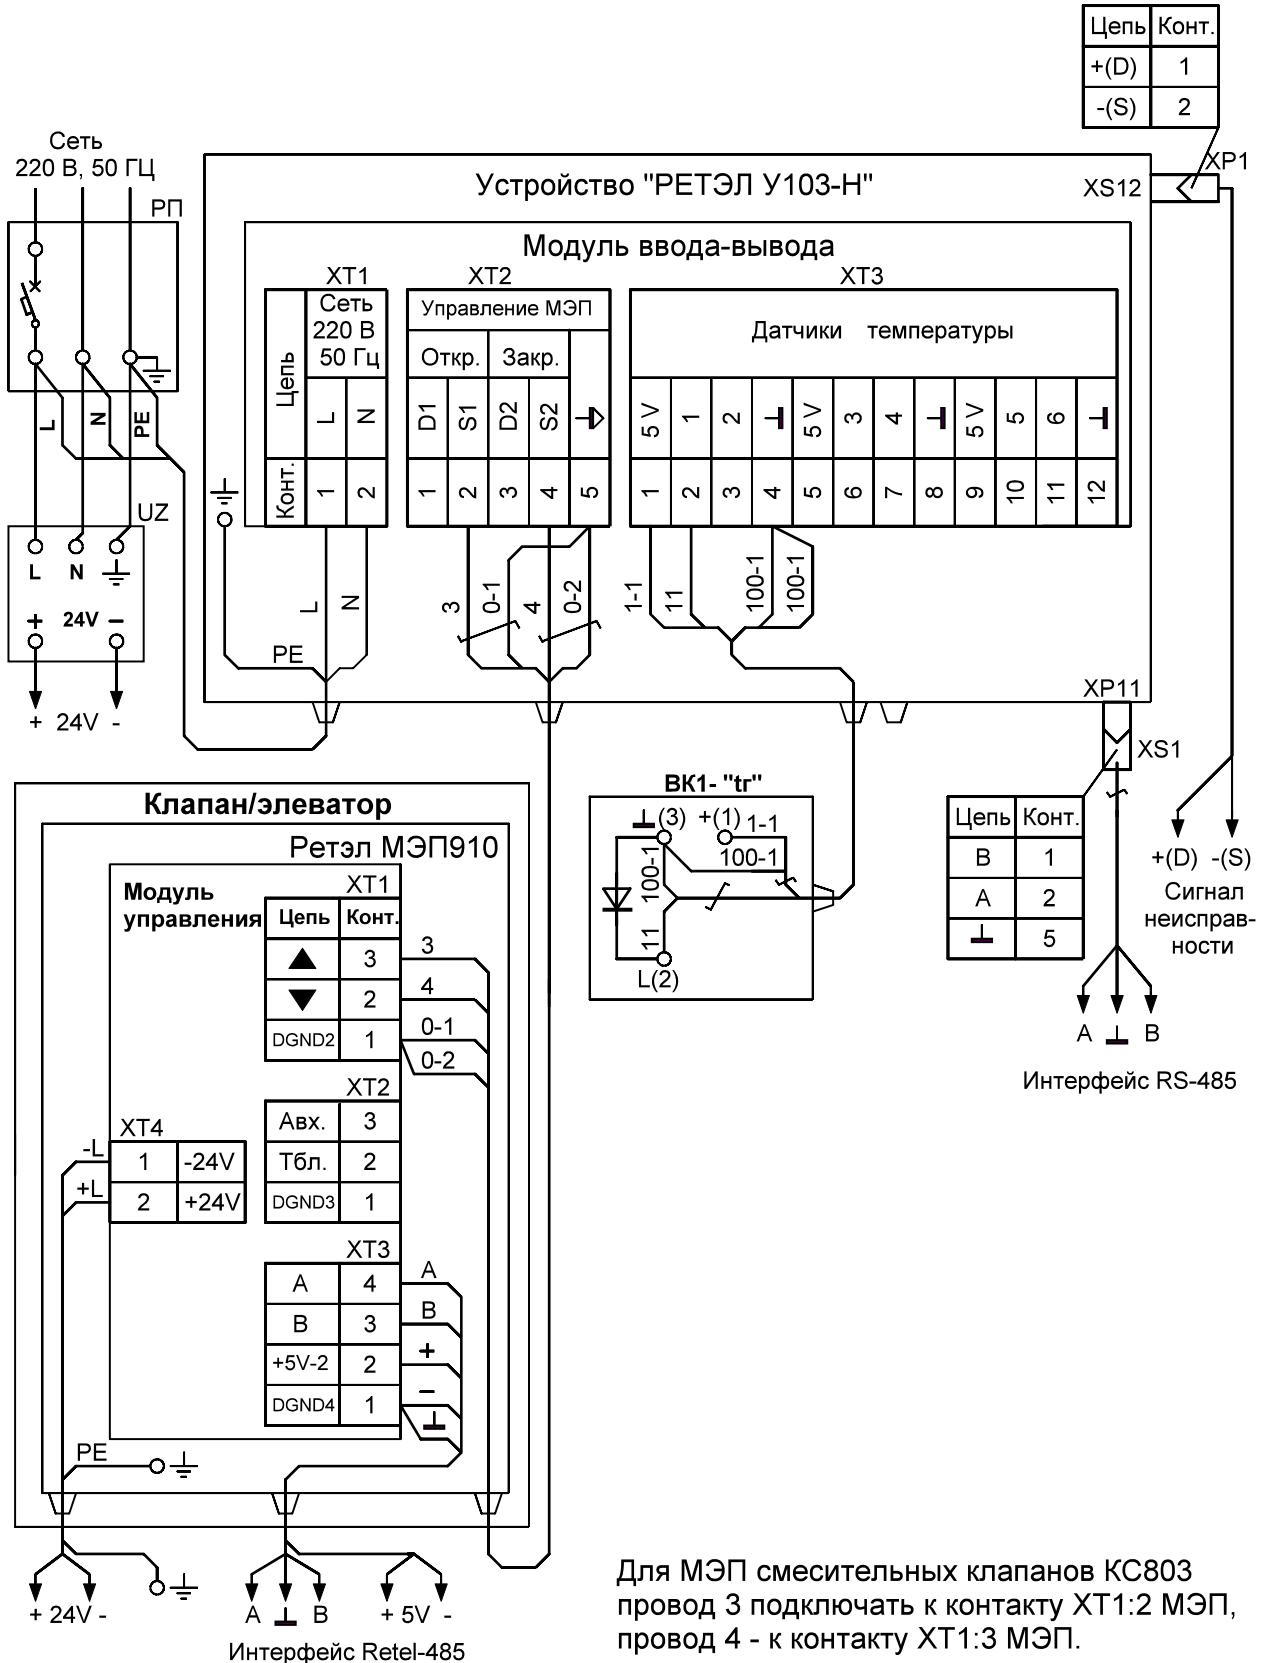 Цепь Конт.
+(D) 1
-(S) 2
Сеть
220 В, 50 ГЦ
РП
XP1
XS12
Устройство "РЕТЭЛ У103-Н"
Модуль ввода-вывода
XT1
XT2
XT3
Цепь
Сеть
220 В
50 Гц
Управление МЭП
Откр. Закр.
Датчики температуры
L N
D1 S1 D2 S2
5 V 1 2 5 V 3 4 5 V 5 6
Конт.
1 2
1 2 3 4 5
1 2 3 4 5 6 7 8 9 10 11 12
L N PE
UZ
L N
+ 24V –
+ 24V -
L N
PE
3 0-1 4 0-2
1-1 11 100-1 100-1
XP11
XS1
Цепь Конт.
B 1
A 2
5
+(D) -(S)
Сигнал
неисправ-
ности
A B
Интерфейс RS-485
ВК1- "tг"
(3) +(1) 1-1
100-1
100-1
11
L(2)
Клапан/элеватор
Ретэл МЭП910
Модуль
управления
XT1
Цепь Конт.
▲ 3
▼ 2
DGND2 1
3
4
0-1
0-2
XT2
Авх. 3
Тбл. 2
DGND3 1
XT4
1 -24V
2 +24V
-L
+L
XT3
A 4
B 3
+5V-2 2
DGND4 1
A
B
+
–
PE
+ 24V -
A B
+ 5V -
Интерфейс Retel-485
Для МЭП смесительных клапанов КС803
провод 3 подключать к контакту XT1:2 МЭП,
провод 4 - к контакту XT1:3 МЭП.